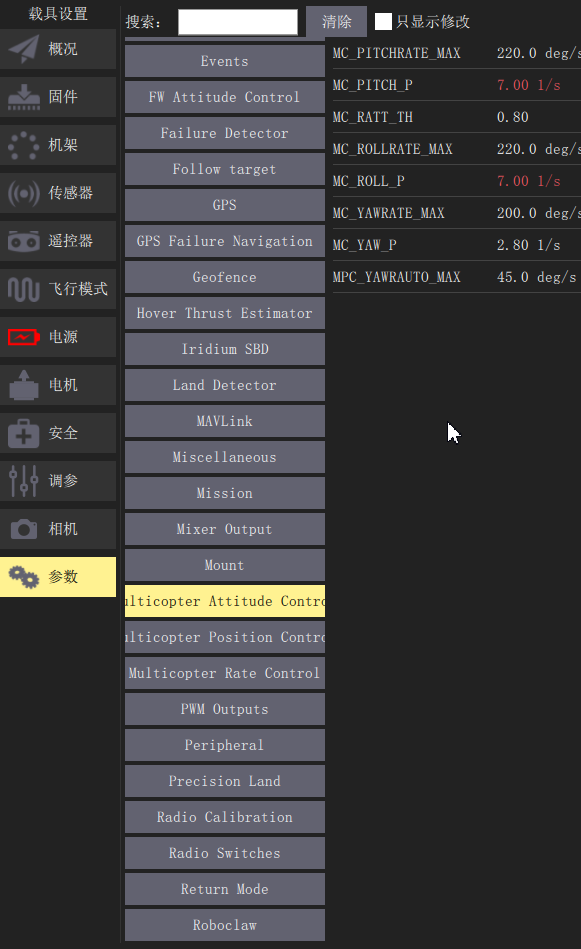 载具设置
概况
固件
机架
传感器
遥控器
飞行模式
电源
电机
安全
调参
相机
参数
搜索： 清除 只显示修改
Events
FW Attitude Control
Failure Detector
Follow target
GPS
GPS Failure Navigation
Geofence
Hover Thrust Estimator
Iridium SBD
Land Detector
MAVLink
Miscellaneous
Mission
Mixer Output
Mount
ulticopter Attitude Contro
ulticopter Position Contro
Multicopter Rate Control
PWM Outputs
Peripheral
Precision Land
Radio Calibration
Radio Switches
Return Mode
Roboclaw
MC_PITCHRATE_MAX 220.0 deg/s
MC_PITCH_P 7.00 1/s
MC_RATT_TH 0.80
MC_ROLLRATE_MAX 220.0 deg/s
MC_ROLL_P 7.00 1/s
MC_YAWRATE_MAX 200.0 deg/s
MC_YAW_P 2.80 1/s
MPC_YAWRAUTO_MAX 45.0 deg/s